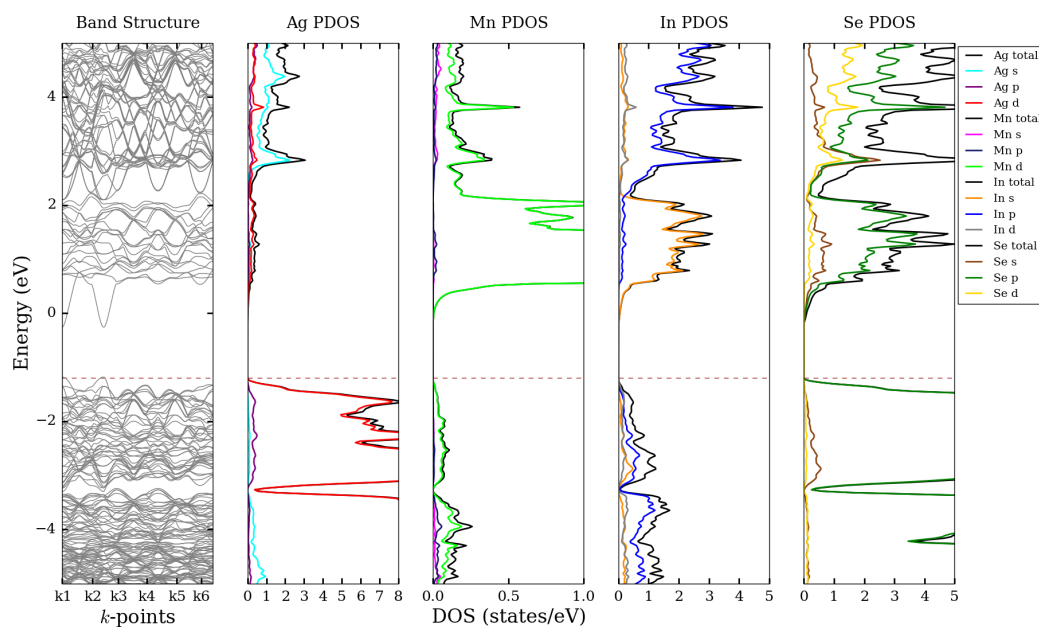 Band Structure
Ag PDOS
Mn PDOS
In PDOS
Se PDOS
Energy (eV)
4
2
0
−2
−4
k1 k2 k3 k4 k5 k6
k-points
0 1 2 3 4 5 6 7 8
0.0 0.5 1.0
DOS (states/eV)
0 1 2 3 4 5
0 1 2 3 4 5
Ag total
Ag s
Ag p
Ag d
Mn total
Mn s
Mn p
Mn d
In total
In s
In p
In d
Se total
Se s
Se p
Se d